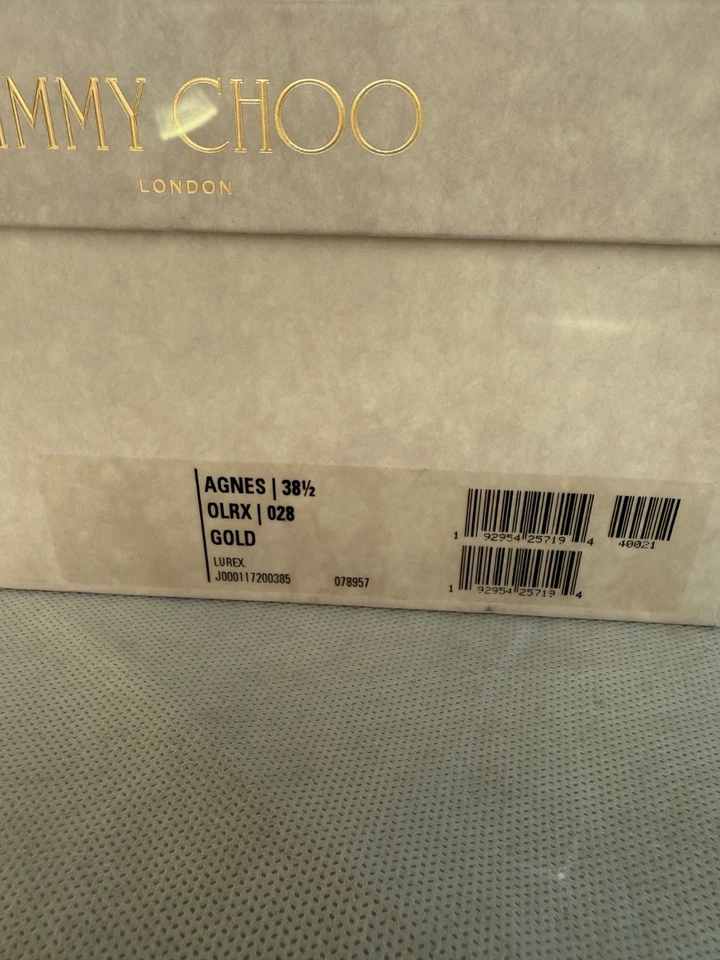 IMMY CHOO
LONDON
AGNES | 38½
OLRX | 028
GOLD
LUREX.
J000117200385 078957
1 92954 25719 4
40021
1 92954 25719 4